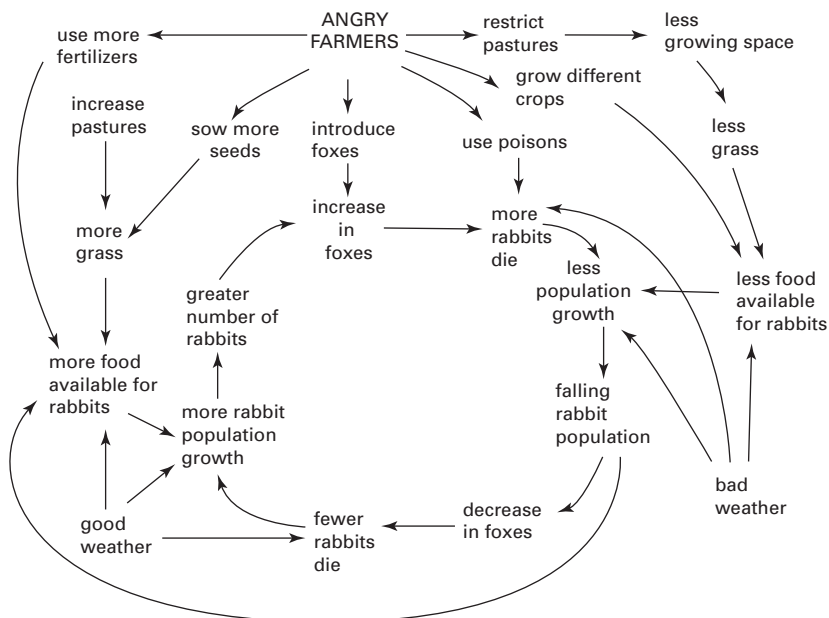 ANGRY
FARMERS
use more
fertilizers
restrict
pastures
less
growing space
grow different
crops
increase
pastures
sow more
seeds
introduce
foxes
use poisons
less
grass
more
grass
increase
in
foxes
more
rabbits
die
less
population
growth
less food
available
for rabbits
greater
number of
rabbits
more food
available for
rabbits
more rabbit
population
growth
falling
rabbit
population
good
weather
fewer
rabbits
die
decrease
in foxes
bad
weather